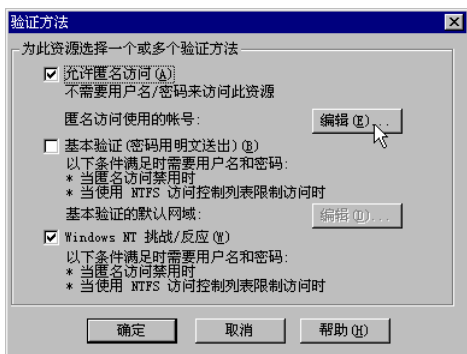 验证方法
为此资源选择一个或多个验证方法
允许匿名访问(A)
不需要用户名/密码来访问此资源
匿名访问使用的帐号: 编辑(E)...
基本验证(密码用明文送出)(B)
以下条件满足时需要用户名和密码:
* 当匿名访问禁用时
* 当使用 NTFS 访问控制列表限制访问时
基本验证的默认网域: 编辑(D)...
Windows NT 挑战/反应(W)
以下条件满足时需要用户名和密码:
* 当匿名访问禁用时
* 当使用 NTFS 访问控制列表限制访问时
确定 取消 帮助(H)